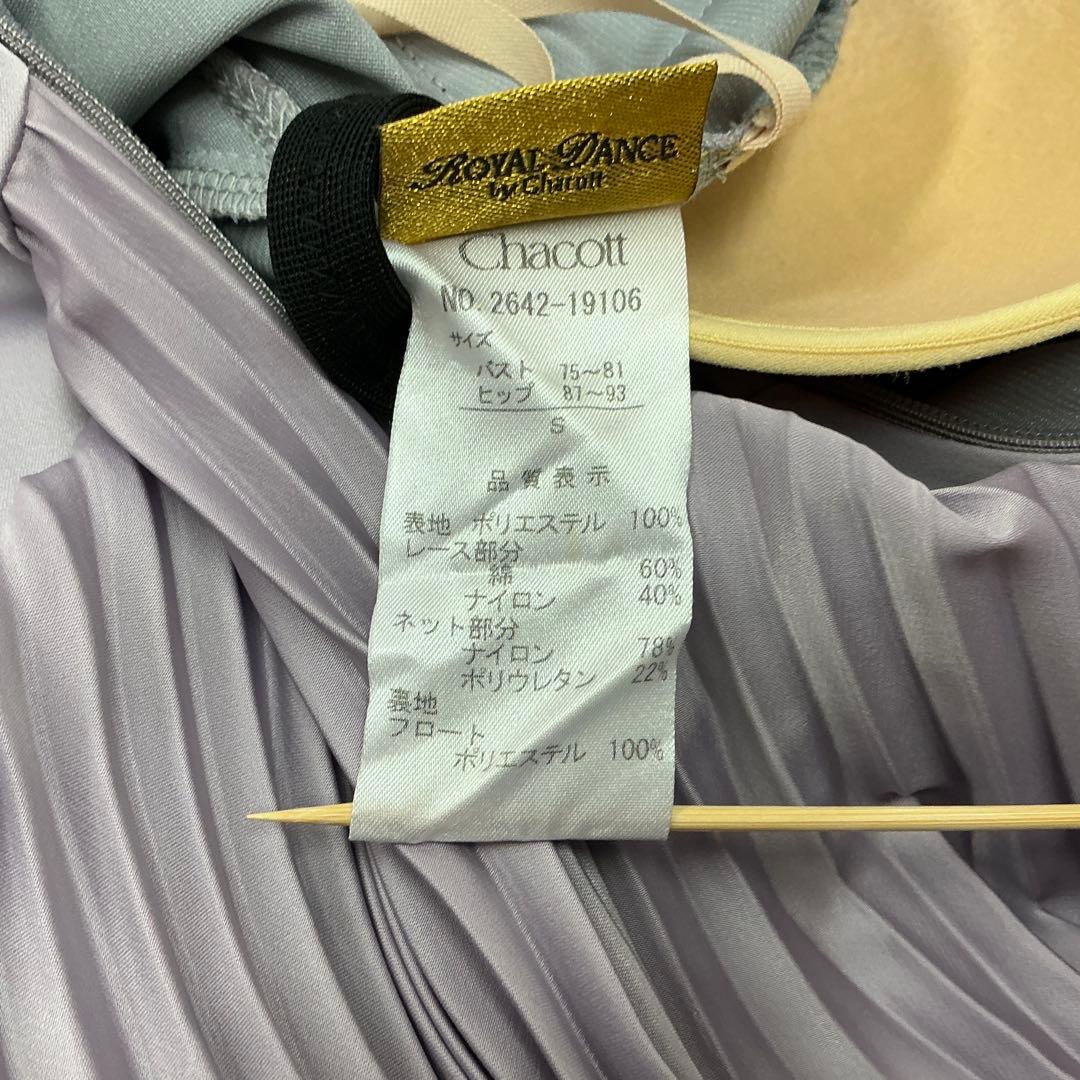 ROYAL DANCE
by Chacott
Chacott
NO. 2642-19106
サイズ
バスト 75～81
ヒップ 87～93
S
品質表示
表地 ポリエステル 100%
レース部分
綿 60%
ナイロン 40%
ネット部分
ナイロン 78%
ポリウレタン 22%
表地
フロート
ポリエステル 100%